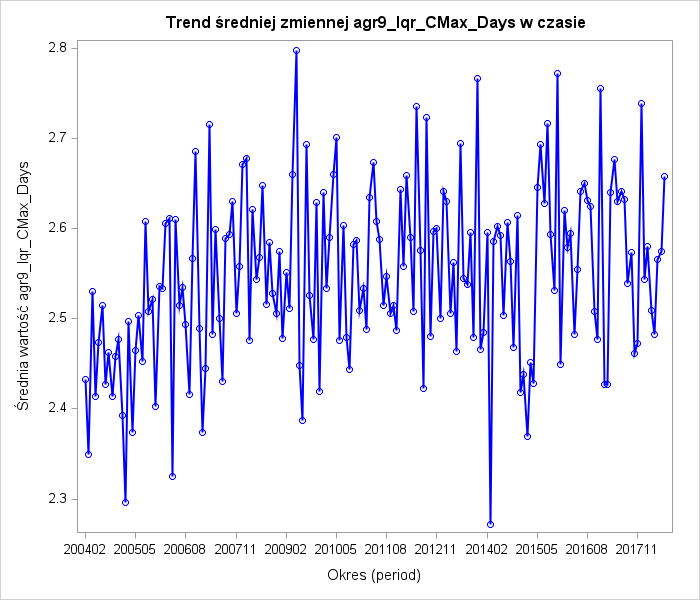 Trend średniej zmiennej agr9_Iqr_CMax_Days w czasie
Średnia wartość agr9_Iqr_CMax_Days
2.8
2.7
2.6
2.5
2.4
2.3
200402 200505 200608 200711 200902 201005 201108 201211 201402 201505 201608 201711
Okres (period)